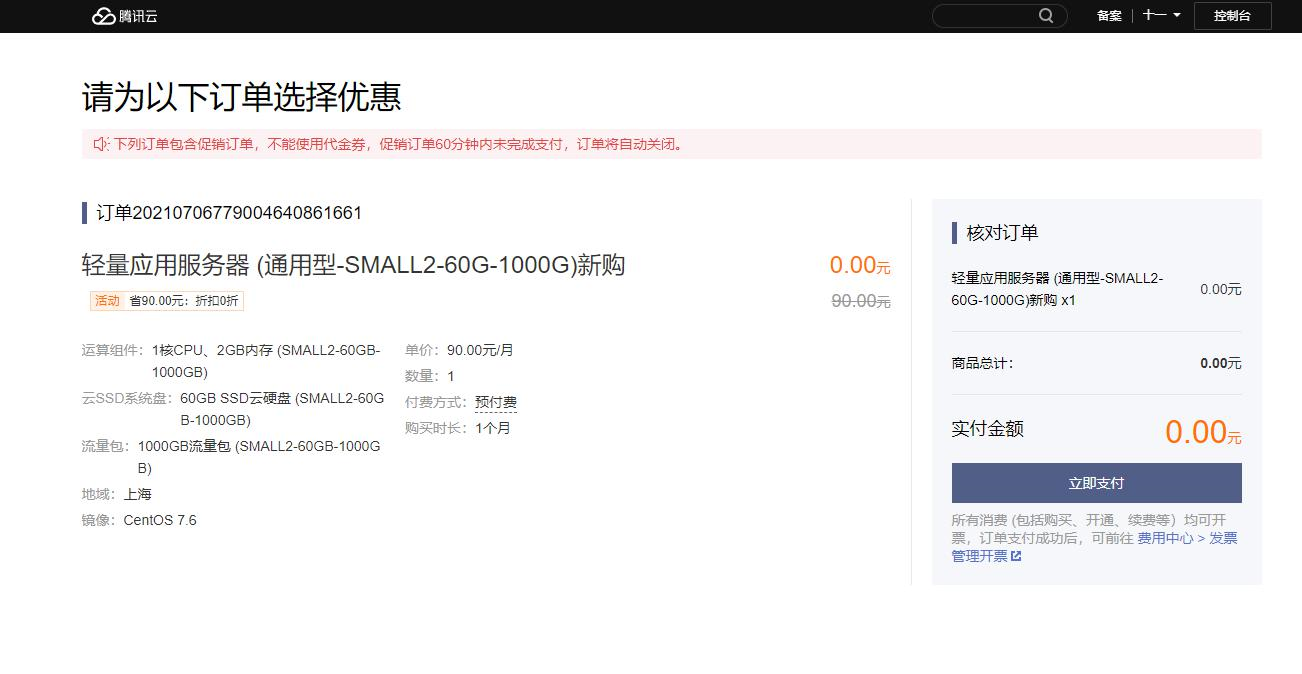 腾讯云
备案
十一
控制台
请为以下订单选择优惠
下列订单包含促销订单，不能使用代金券，促销订单60分钟内未完成支付，订单将自动关闭。
订单20210706779004640861661
轻量应用服务器 (通用型-SMALL2-60G-1000G)新购
0.00元
活动 省90.00元；折扣0折
90.00元
运算组件： 1核CPU、2GB内存 (SMALL2-60GB-
1000GB)
云SSD系统盘： 60GB SSD云硬盘 (SMALL2-60G
B-1000GB)
流量包： 1000GB流量包 (SMALL2-60GB-1000G
B)
地域： 上海
镜像： CentOS 7.6
单价： 90.00元/月
数量： 1
付费方式： 预付费
购买时长： 1个月
核对订单
轻量应用服务器 (通用型-SMALL2-
60G-1000G)新购 x1
0.00元
商品总计：
0.00元
实付金额
0.00元
立即支付
所有消费 (包括购买、开通、续费等）均可开
票，订单支付成功后，可前往 费用中心 > 发票
管理开票